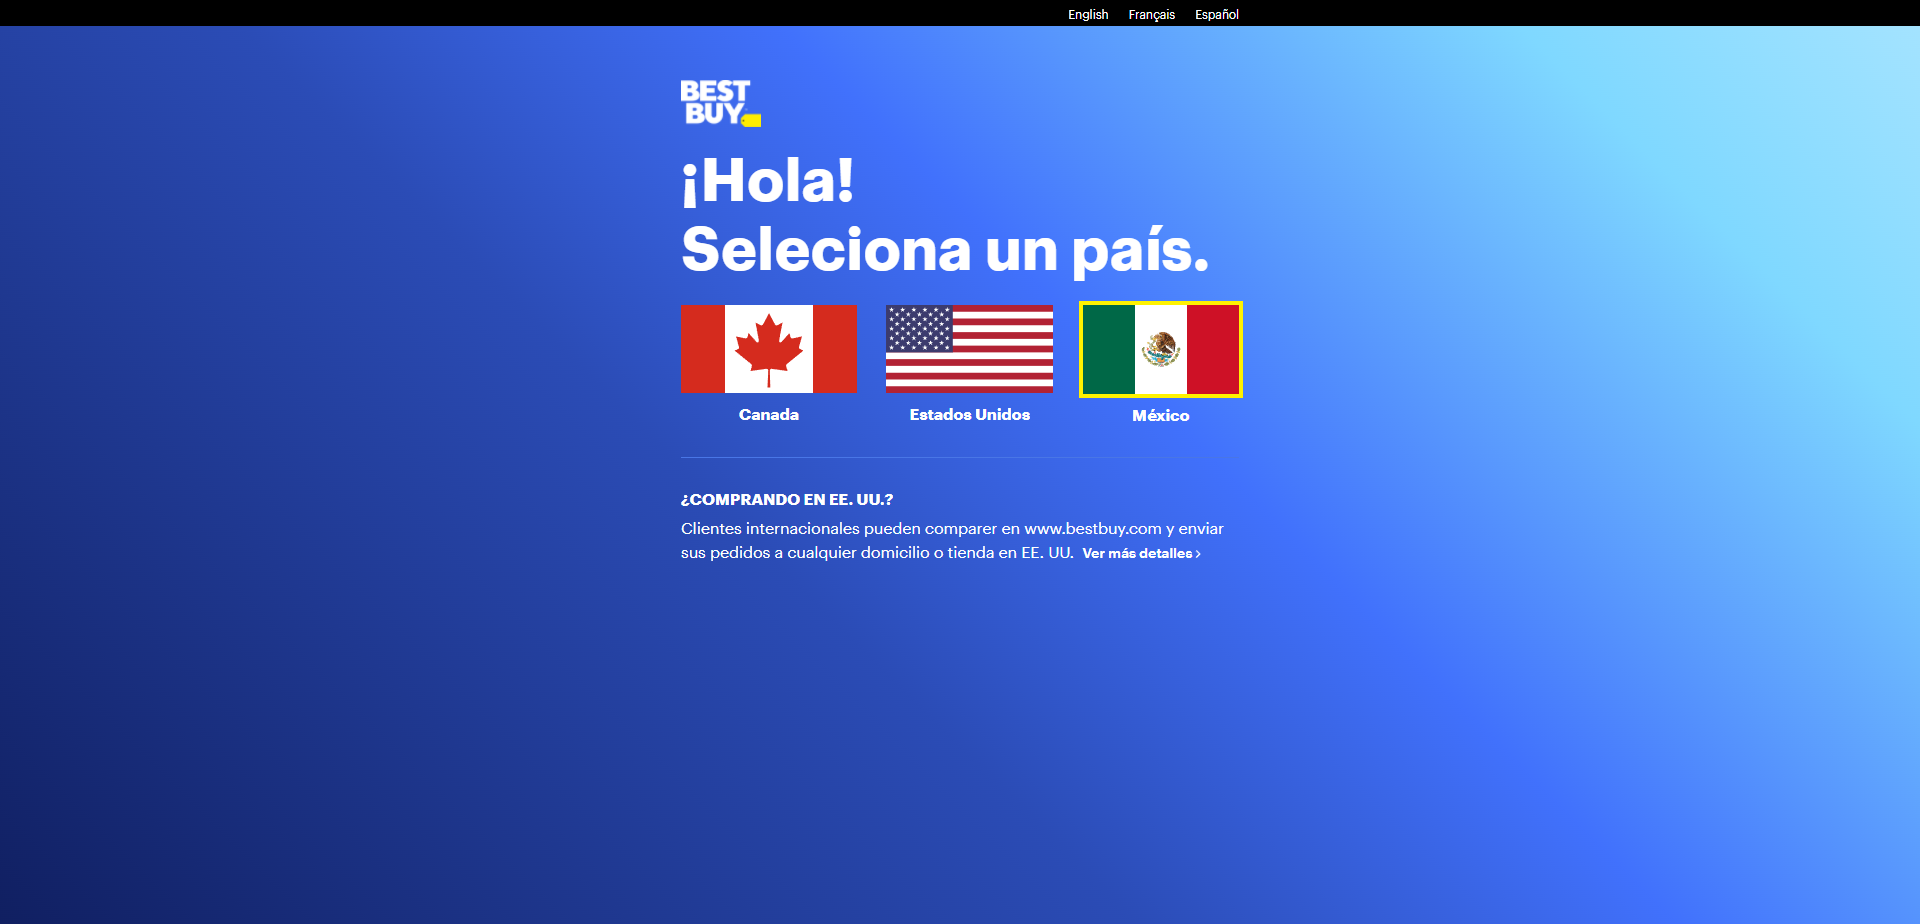 English Français Español
BEST
BUY
¡Hola!
Seleciona un país.
Canada
Estados Unidos
México
¿COMPRANDO EN EE. UU.?
Clientes internacionales pueden comparer en www.bestbuy.com y enviar
sus pedidos a cualquier domicilio o tienda en EE. UU. Ver más detalles ›